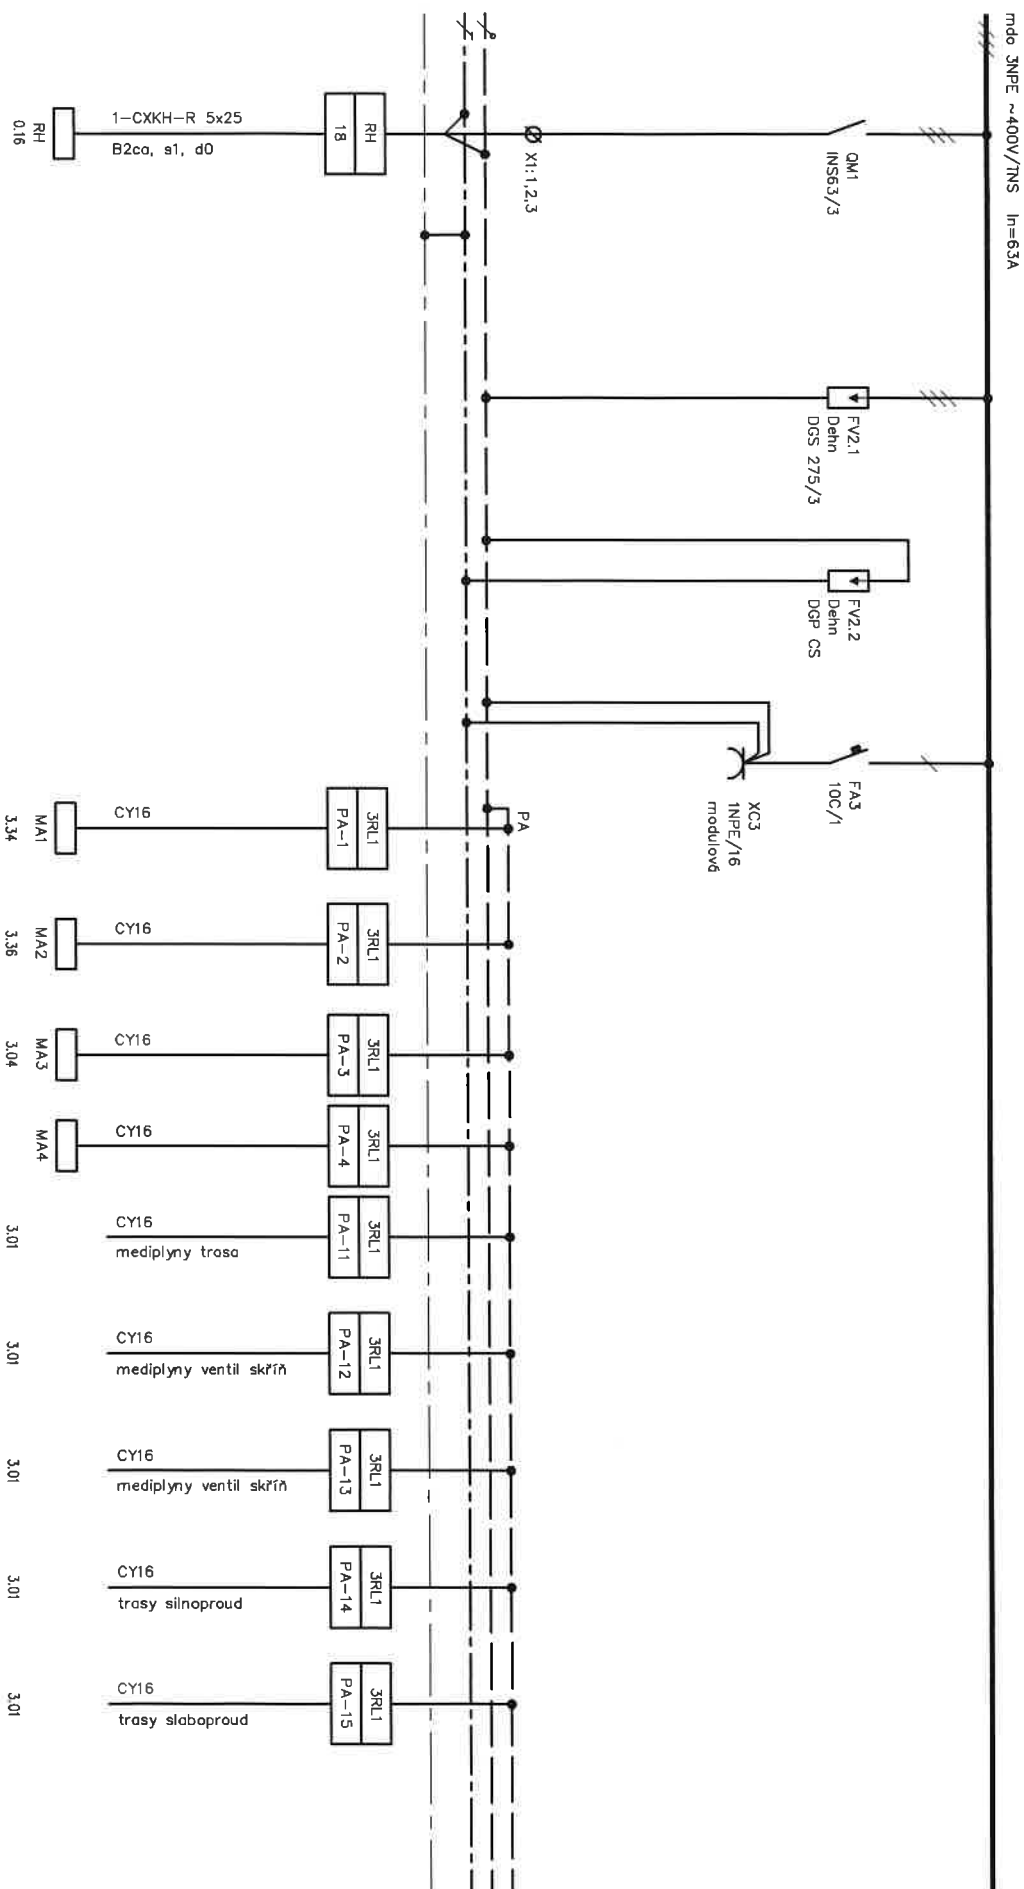 mdo 3NPE ~400V/TNS In=63A
QM1
INS63/3
X1:1,2,3
RH
18
1-CXKH-R 5x25
B2ca, s1, d0
RH
0.16
FV2.1
Dehn
DGS 275/3
FV2.2
Dehn
DGP CS
FA3
10C/1
XC3
1NPE/16
modulová
PA
3RL1
PA-1
CY16
MA1
3.34
3RL1
PA-2
CY16
MA2
3.36
3RL1
PA-3
CY16
MA3
3.04
3RL1
PA-4
CY16
MA4
3RL1
PA-11
CY16
mediplyny trasa
3.01
3RL1
PA-12
CY16
mediplyny ventil skříň
3.01
3RL1
PA-13
CY16
mediplyny ventil skříň
3.01
3RL1
PA-14
CY16
trasy silnoproud
3.01
3RL1
PA-15
CY16
trasy slaboproud
3.01